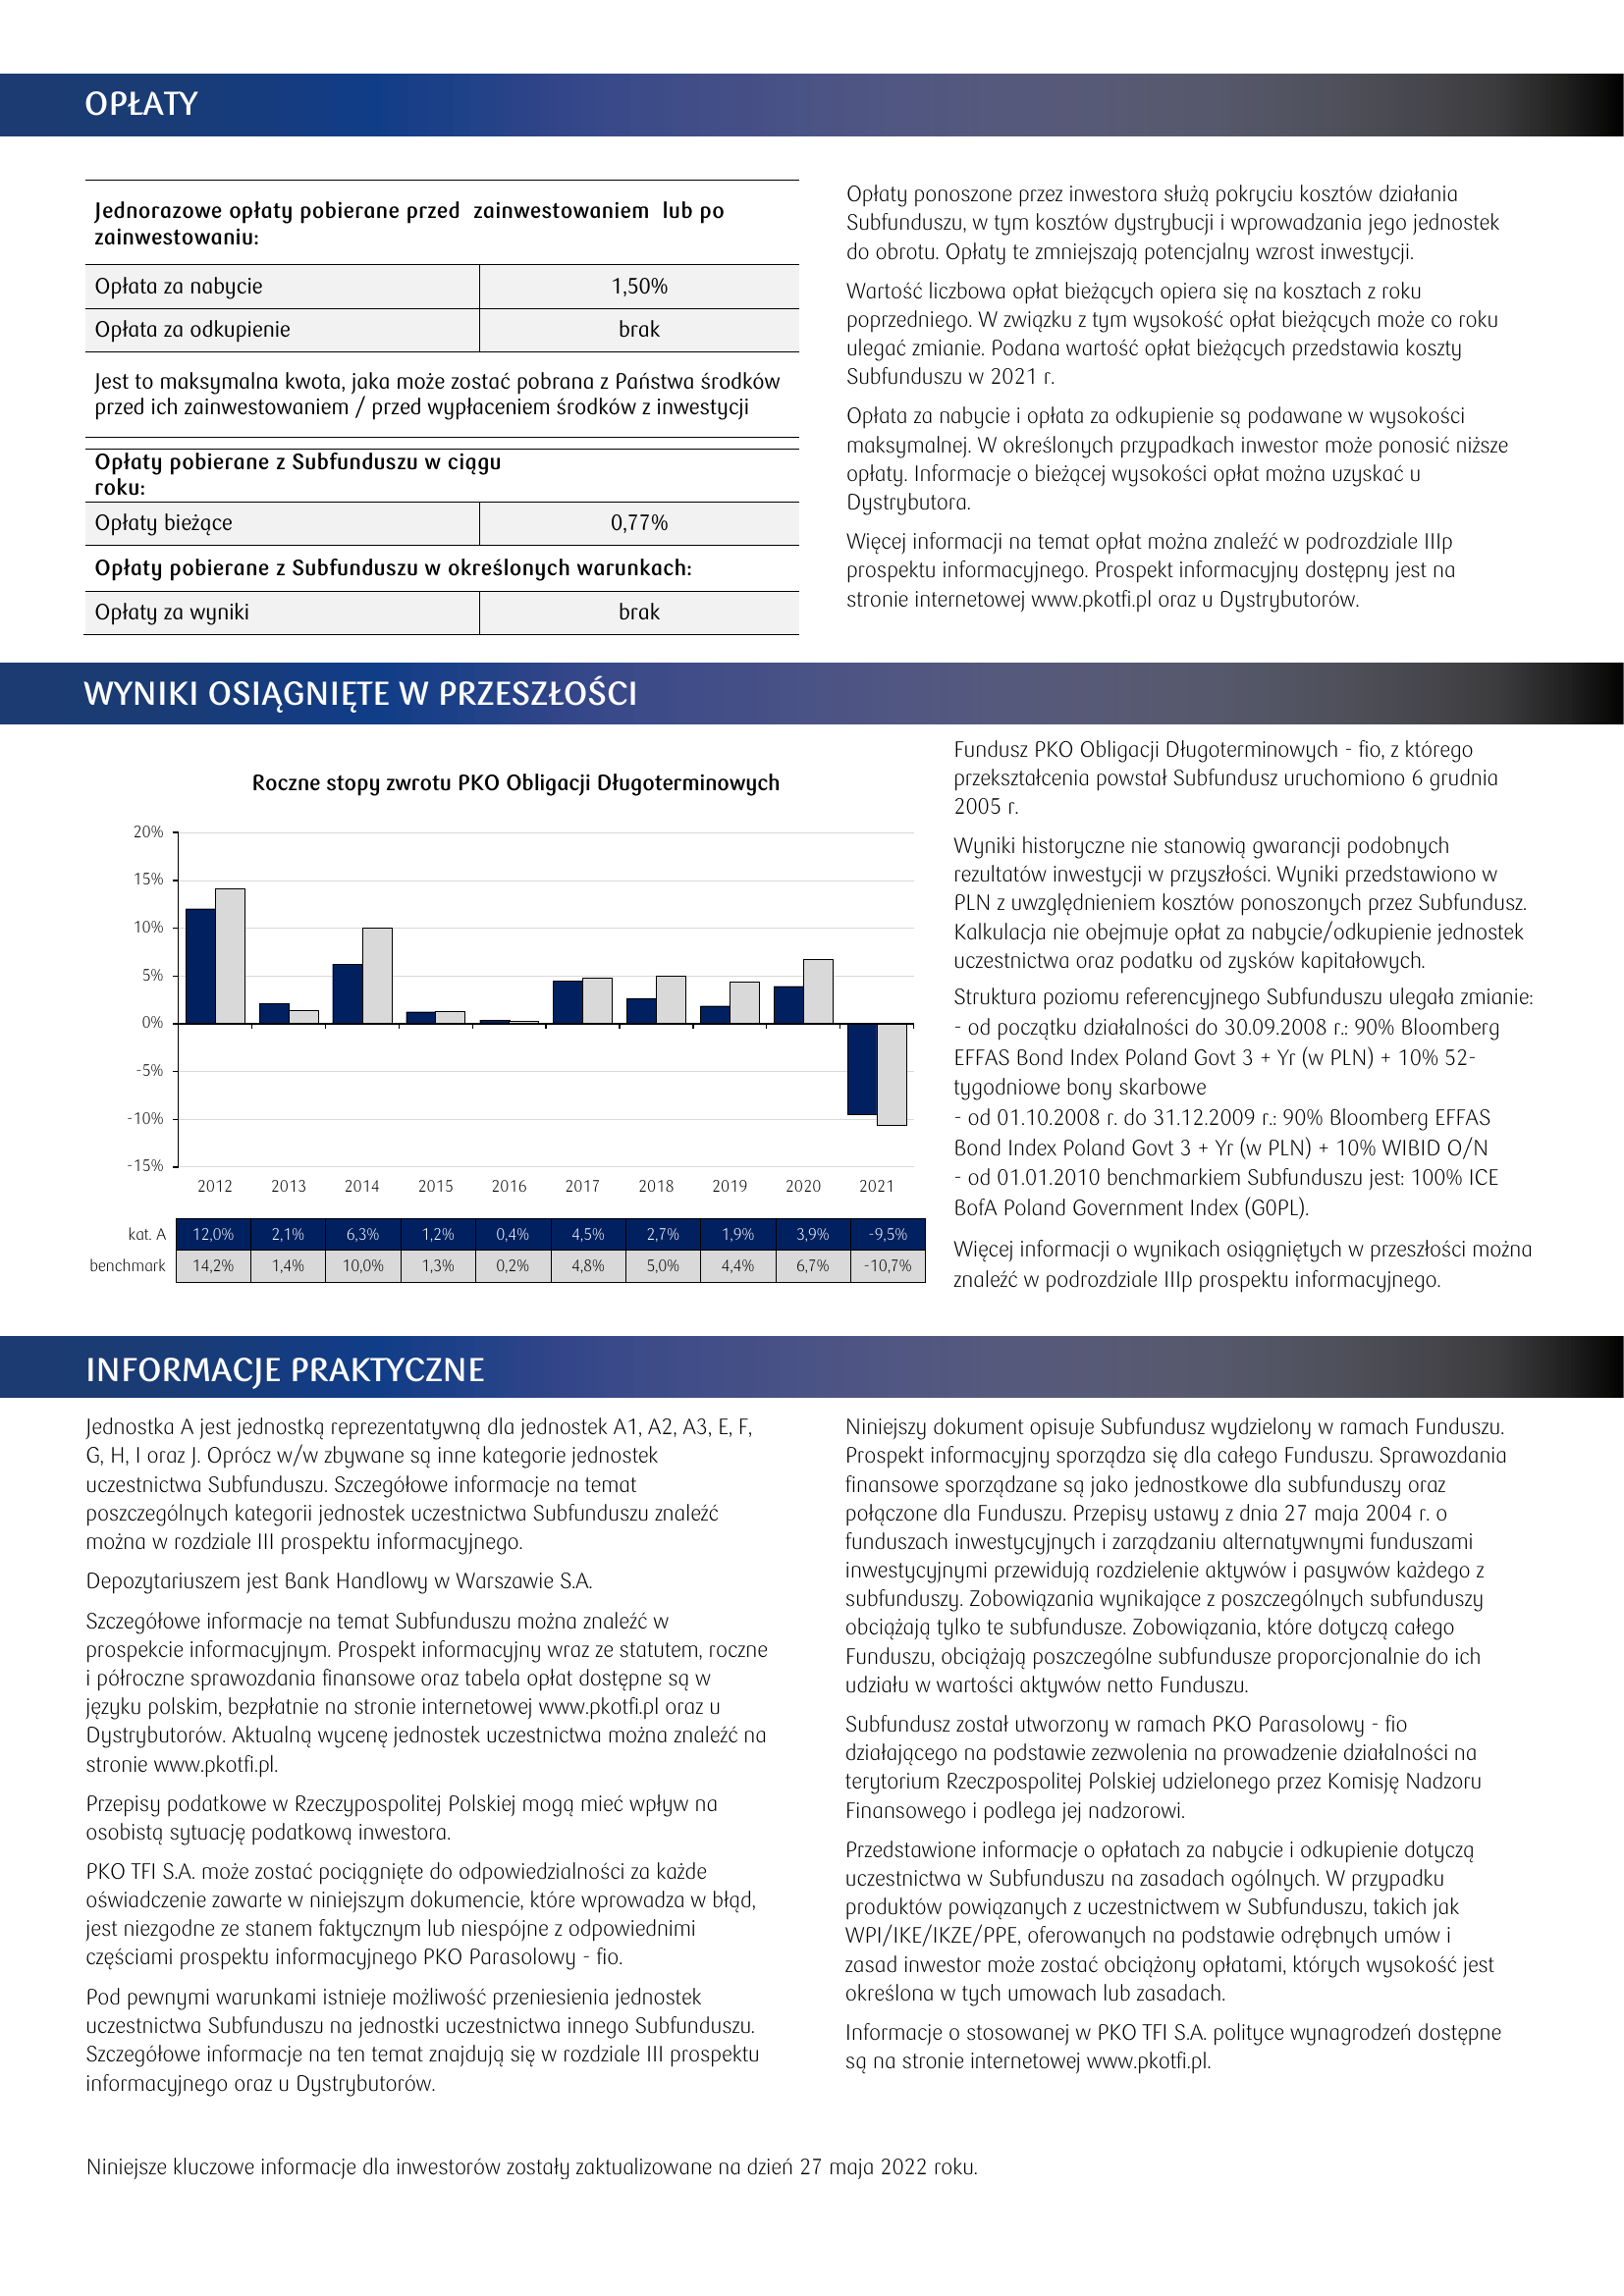 OPŁATY
Jednorazowe opłaty pobierane przed zainwestowaniem lub po
zainwestowaniu:
Opłata za nabycie 1,50%
Opłata za odkupienie brak
Jest to maksymalna kwota, jaka może zostać pobrana z Państwa środków
przed ich zainwestowaniem / przed wypłaceniem środków z inwestycji
Opłaty pobierane z Subfunduszu w ciągu
roku:
Opłaty bieżące 0,77%
Opłaty pobierane z Subfunduszu w określonych warunkach:
Opłaty za wyniki brak
Opłaty ponoszone przez inwestora służą pokryciu kosztów działania
Subfunduszu, w tym kosztów dystrybucji i wprowadzania jego jednostek
do obrotu. Opłaty te zmniejszają potencjalny wzrost inwestycji.
Wartość liczbowa opłat bieżących opiera się na kosztach z roku
poprzedniego. W związku z tym wysokość opłat bieżących może co roku
ulegać zmianie. Podana wartość opłat bieżących przedstawia koszty
Subfunduszu w 2021 r.
Opłata za nabycie i opłata za odkupienie są podawane w wysokości
maksymalnej. W określonych przypadkach inwestor może ponosić niższe
opłaty. Informacje o bieżącej wysokości opłat można uzyskać u
Dystrybutora.
Więcej informacji na temat opłat można znaleźć w podrozdziale IIIp
prospektu informacyjnego. Prospekt informacyjny dostępny jest na
stronie internetowej www.pkotfi.pl oraz u Dystrybutorów.
WYNIKI OSIĄGNIĘTE W PRZESZŁOŚCI
Roczne stopy zwrotu PKO Obligacji Długoterminowych
20%
15%
10%
5%
0%
-5%
-10%
-15%
2012 2013 2014 2015 2016 2017 2018 2019 2020 2021
kat. A 12,0% 2,1% 6,3% 1,2% 0,4% 4,5% 2,7% 1,9% 3,9% -9,5%
benchmark 14,2% 1,4% 10,0% 1,3% 0,2% 4,8% 5,0% 4,4% 6,7% -10,7%
Fundusz PKO Obligacji Długoterminowych - fio, z którego
przekształcenia powstał Subfundusz uruchomiono 6 grudnia
2005 r.
Wyniki historyczne nie stanowią gwarancji podobnych
rezultatów inwestycji w przyszłości. Wyniki przedstawiono w
PLN z uwzględnieniem kosztów ponoszonych przez Subfundusz.
Kalkulacja nie obejmuje opłat za nabycie/odkupienie jednostek
uczestnictwa oraz podatku od zysków kapitałowych.
Struktura poziomu referencyjnego Subfunduszu ulegała zmianie:
- od początku działalności do 30.09.2008 r.: 90% Bloomberg
EFFAS Bond Index Poland Govt 3 + Yr (w PLN) + 10% 52-
tygodniowe bony skarbowe
- od 01.10.2008 r. do 31.12.2009 r.: 90% Bloomberg EFFAS
Bond Index Poland Govt 3 + Yr (w PLN) + 10% WIBID O/N
- od 01.01.2010 benchmarkiem Subfunduszu jest: 100% ICE
BofA Poland Government Index (G0PL).
Więcej informacji o wynikach osiągniętych w przeszłości można
znaleźć w podrozdziale IIIp prospektu informacyjnego.
INFORMACJE PRAKTYCZNE
Jednostka A jest jednostką reprezentatywną dla jednostek A1, A2, A3, E, F,
G, H, I oraz J. Oprócz w/w zbywane są inne kategorie jednostek
uczestnictwa Subfunduszu. Szczegółowe informacje na temat
poszczególnych kategorii jednostek uczestnictwa Subfunduszu znaleźć
można w rozdziale III prospektu informacyjnego.
Depozytariuszem jest Bank Handlowy w Warszawie S.A.
Szczegółowe informacje na temat Subfunduszu można znaleźć w
prospekcie informacyjnym. Prospekt informacyjny wraz ze statutem, roczne
i półroczne sprawozdania finansowe oraz tabela opłat dostępne są w
języku polskim, bezpłatnie na stronie internetowej www.pkotfi.pl oraz u
Dystrybutorów. Aktualną wycenę jednostek uczestnictwa można znaleźć na
stronie www.pkotfi.pl.
Przepisy podatkowe w Rzeczypospolitej Polskiej mogą mieć wpływ na
osobistą sytuację podatkową inwestora.
PKO TFI S.A. może zostać pociągnięte do odpowiedzialności za każde
oświadczenie zawarte w niniejszym dokumencie, które wprowadza w błąd,
jest niezgodne ze stanem faktycznym lub niespójne z odpowiednimi
częściami prospektu informacyjnego PKO Parasolowy - fio.
Pod pewnymi warunkami istnieje możliwość przeniesienia jednostek
uczestnictwa Subfunduszu na jednostki uczestnictwa innego Subfunduszu.
Szczegółowe informacje na ten temat znajdują się w rozdziale III prospektu
informacyjnego oraz u Dystrybutorów.
Niniejszy dokument opisuje Subfundusz wydzielony w ramach Funduszu.
Prospekt informacyjny sporządza się dla całego Funduszu. Sprawozdania
finansowe sporządzane są jako jednostkowe dla subfunduszy oraz
połączone dla Funduszu. Przepisy ustawy z dnia 27 maja 2004 r. o
funduszach inwestycyjnych i zarządzaniu alternatywnymi funduszami
inwestycyjnymi przewidują rozdzielenie aktywów i pasywów każdego z
subfunduszy. Zobowiązania wynikające z poszczególnych subfunduszy
obciążają tylko te subfundusze. Zobowiązania, które dotyczą całego
Funduszu, obciążają poszczególne subfundusze proporcjonalnie do ich
udziału w wartości aktywów netto Funduszu.
Subfundusz został utworzony w ramach PKO Parasolowy - fio
działającego na podstawie zezwolenia na prowadzenie działalności na
terytorium Rzeczpospolitej Polskiej udzielonego przez Komisję Nadzoru
Finansowego i podlega jej nadzorowi.
Przedstawione informacje o opłatach za nabycie i odkupienie dotyczą
uczestnictwa w Subfunduszu na zasadach ogólnych. W przypadku
produktów powiązanych z uczestnictwem w Subfunduszu, takich jak
WPI/IKE/IKZE/PPE, oferowanych na podstawie odrębnych umów i
zasad inwestor może zostać obciążony opłatami, których wysokość jest
określona w tych umowach lub zasadach.
Informacje o stosowanej w PKO TFI S.A. polityce wynagrodzeń dostępne
są na stronie internetowej www.pkotfi.pl.
Niniejsze kluczowe informacje dla inwestorów zostały zaktualizowane na dzień 27 maja 2022 roku.